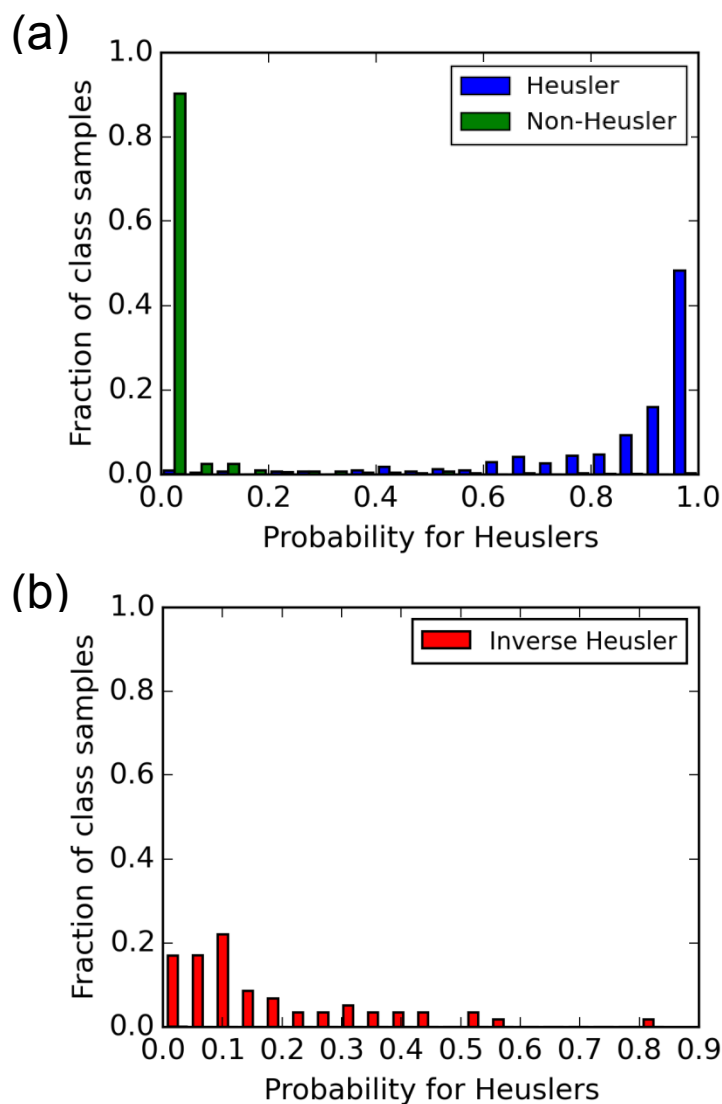 (a)
1.0
0.8
0.6
0.4
0.2
0.0
Fraction of class samples
Heusler
Non-Heusler
0.0 0.2 0.4 0.6 0.8 1.0
Probability for Heuslers
(b)
1.0
0.8
0.6
0.4
0.2
0.0
Fraction of class samples
Inverse Heusler
0.0 0.1 0.2 0.3 0.4 0.5 0.6 0.7 0.8 0.9
Probability for Heuslers